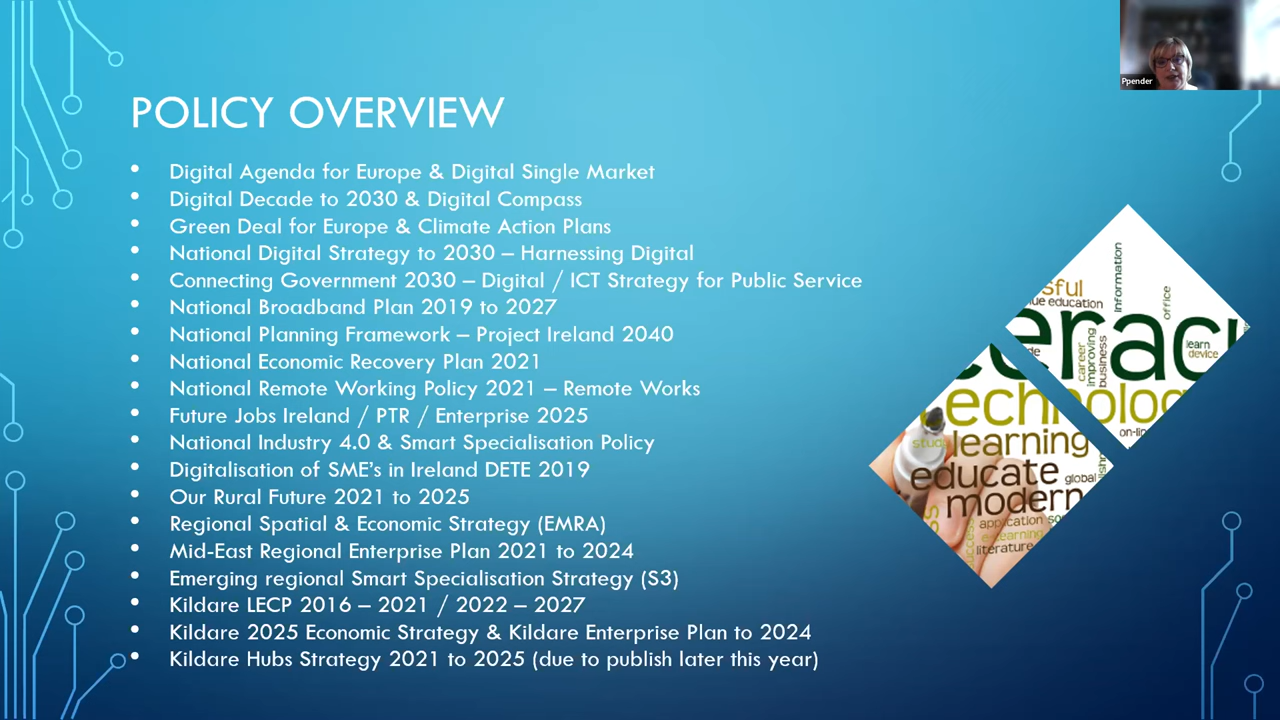 Ppender
POLICY OVERVIEW
• Digital Agenda for Europe & Digital Single Market
• Digital Decade to 2030 & Digital Compass
• Green Deal for Europe & Climate Action Plans
• National Digital Strategy to 2030 – Harnessing Digital
• Connecting Government 2030 – Digital / ICT Strategy for Public Service
• National Broadband Plan 2019 to 2027
• National Planning Framework – Project Ireland 2040
• National Economic Recovery Plan 2021
• National Remote Working Policy 2021 – Remote Works
• Future Jobs Ireland / PTR / Enterprise 2025
• National Industry 4.0 & Smart Specialisation Policy
• Digitalisation of SME's in Ireland DETE 2019
• Our Rural Future 2021 to 2025
• Regional Spatial & Economic Strategy (EMRA)
• Mid-East Regional Enterprise Plan 2021 to 2024
• Emerging regional Smart Specialisation Strategy (S3)
• Kildare LECP 2016 – 2021 / 2022 – 2027
• Kildare 2025 Economic Strategy & Kildare Enterprise Plan to 2024
• Kildare Hubs Strategy 2021 to 2025 (due to publish later this year)
information
office
education
career
improving
business
learn
device
learning
educate
global
modern
application
e-learning
literature
success